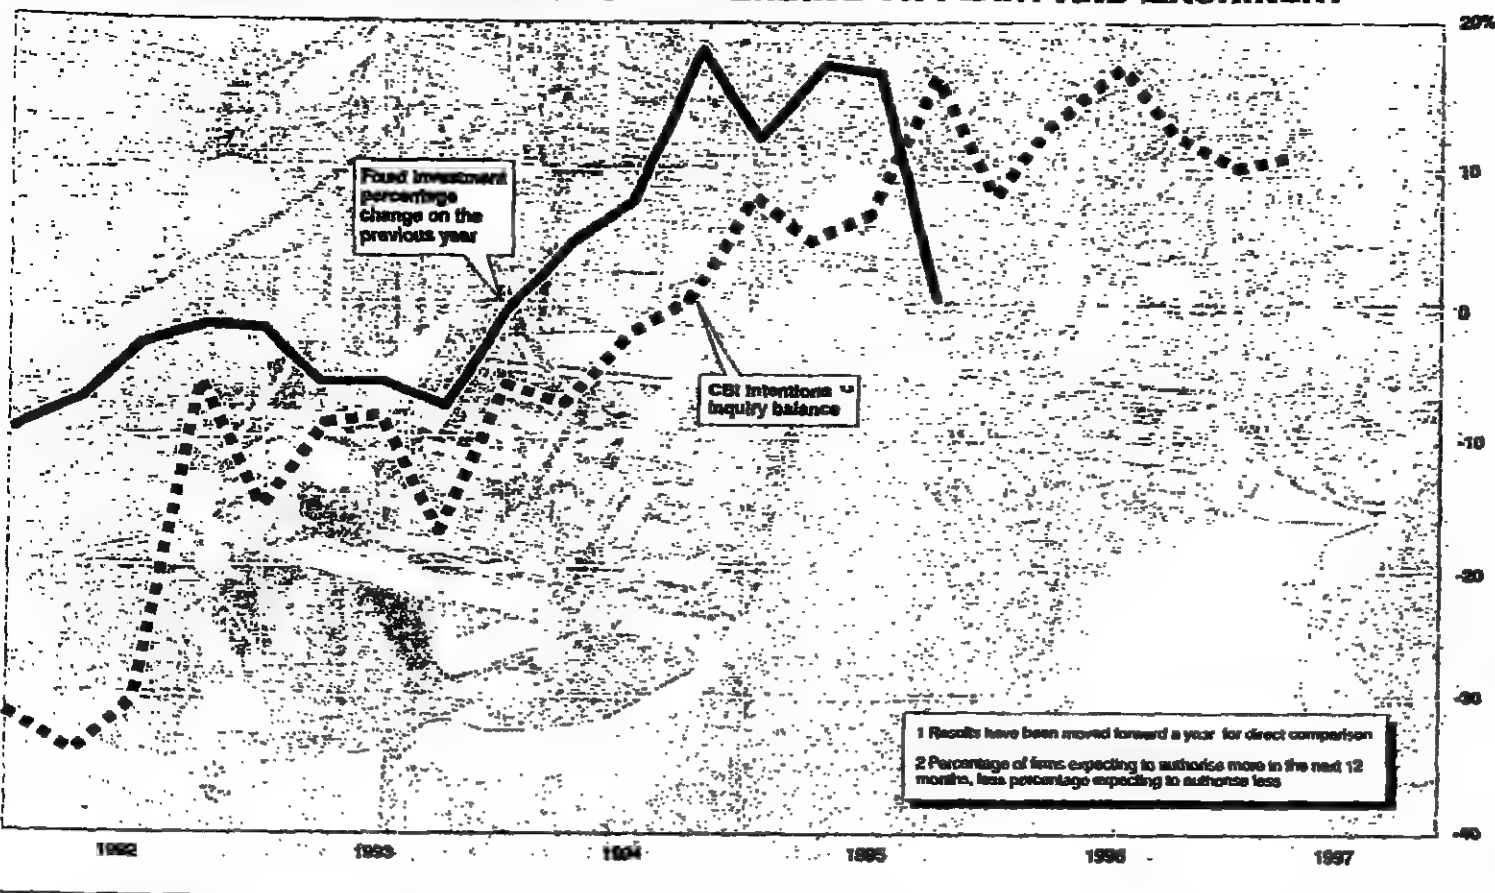 20%
Fixed investment
percentage
change on the
previous year
10
0
CBI Intentions 1,2
inquiry balance
-10
-20
-30
1 Results have been moved forward a year for direct comparison
2 Percentage of firms expecting to authorise more in the next 12
months, less percentage expecting to authorise less
-40
1992 1993 1994 1995 1996 1997